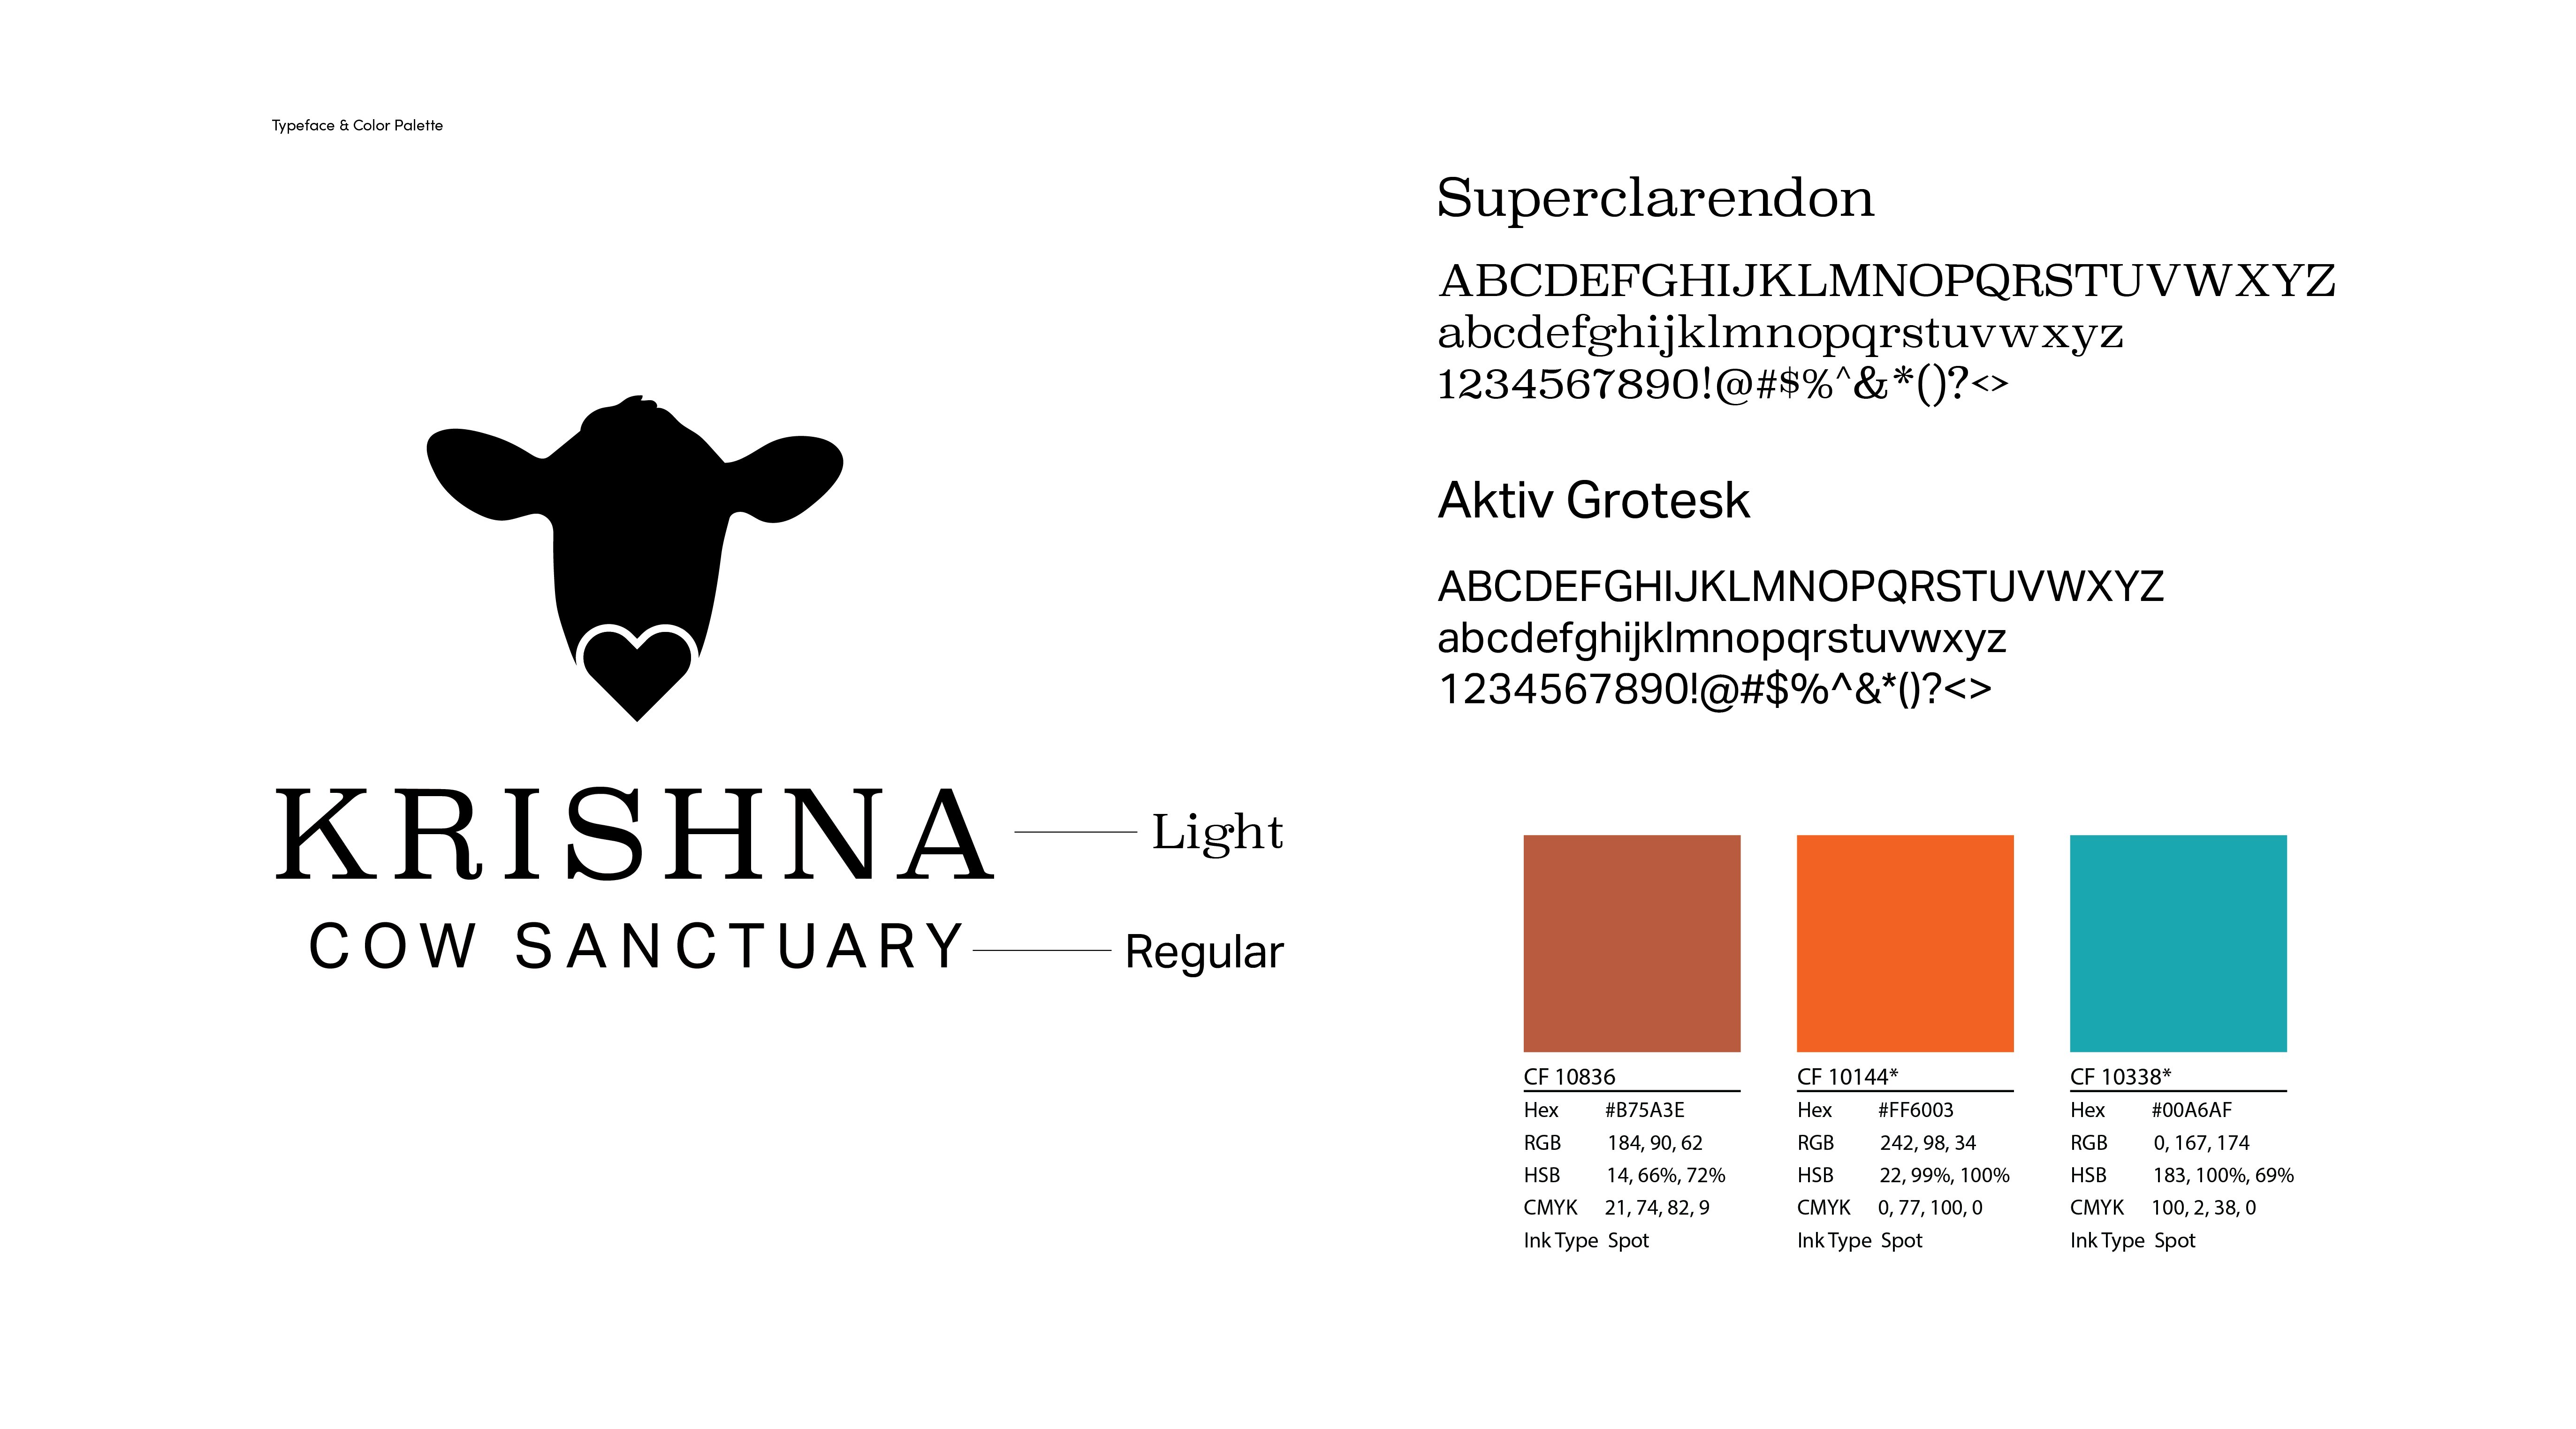 Typeface & Color Palette
KRISHNA
Light
COW SANCTUARY
Regular
Superclarendon
ABCDEFGHIJKLMNOPQRSTUVWXYZ
abcdefghijklmnopqrstuvwxyz
1234567890!@#$%^&*()?<>
Aktiv Grotesk
ABCDEFGHIJKLMNOPQRSTUVWXYZ
abcdefghijklmnopqrstuvwxyz
1234567890!@#$%^&*()?<>
CF 10836
Hex #B75A3E
RGB 184, 90, 62
HSB 14, 66%, 72%
CMYK 21, 74, 82, 9
Ink Type Spot
CF 10144*
Hex #FF6003
RGB 242, 98, 34
HSB 22, 99%, 100%
CMYK 0, 77, 100, 0
Ink Type Spot
CF 10338*
Hex #00A6AF
RGB 0, 167, 174
HSB 183, 100%, 69%
CMYK 100, 2, 38, 0
Ink Type Spot